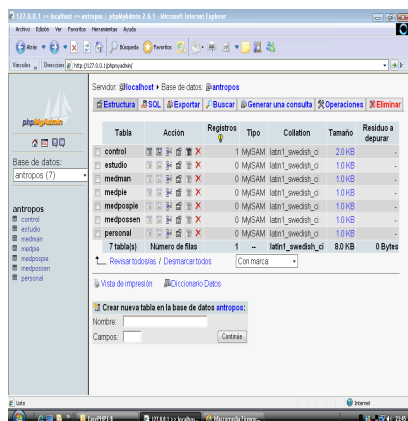 127.0.0.1 >> localhost >> antropos | phpMyAdmin 2.6.1 - Microsoft Internet Explorer
Archivo Edición Ver Favoritos Herramientas Ayuda
Atrás Búsqueda Favoritos
Vínculos Dirección http://127.0.0.1/phpmyadmin/
Servidor: localhost Base de datos: antropos
Estructura SQL Exportar Buscar Generar una consulta Operaciones Eliminar
phpMyAdmin
Base de datos:
antropos (7)
antropos
control
estudio
medman
medpie
medpospie
medpossen
personal
Tabla Acción Registros Tipo Collation Tamaño Residuo a depurar
control 1 MyISAM latin1_swedish_ci 2.0 KB -
estudio 0 MyISAM latin1_swedish_ci 1.0 KB -
medman 0 MyISAM latin1_swedish_ci 1.0 KB -
medpie 0 MyISAM latin1_swedish_ci 1.0 KB -
medpospie 0 MyISAM latin1_swedish_ci 1.0 KB -
medpossen 0 MyISAM latin1_swedish_ci 1.0 KB -
personal 0 MyISAM latin1_swedish_ci 1.0 KB -
7 tabla(s) Número de filas 1 -- latin1_swedish_ci 8.0 KB 0 Bytes
Revisar todos/as / Desmarcar todos Con marca:
Vista de impresión Diccionario Datos
Crear nueva tabla en la base de datos antropos:
Nombre:
Campos: Continúe
Listo Internet
EasyPHP1-8 127.0.0.1 >> localhos... Macromedia Firewor... 21:45